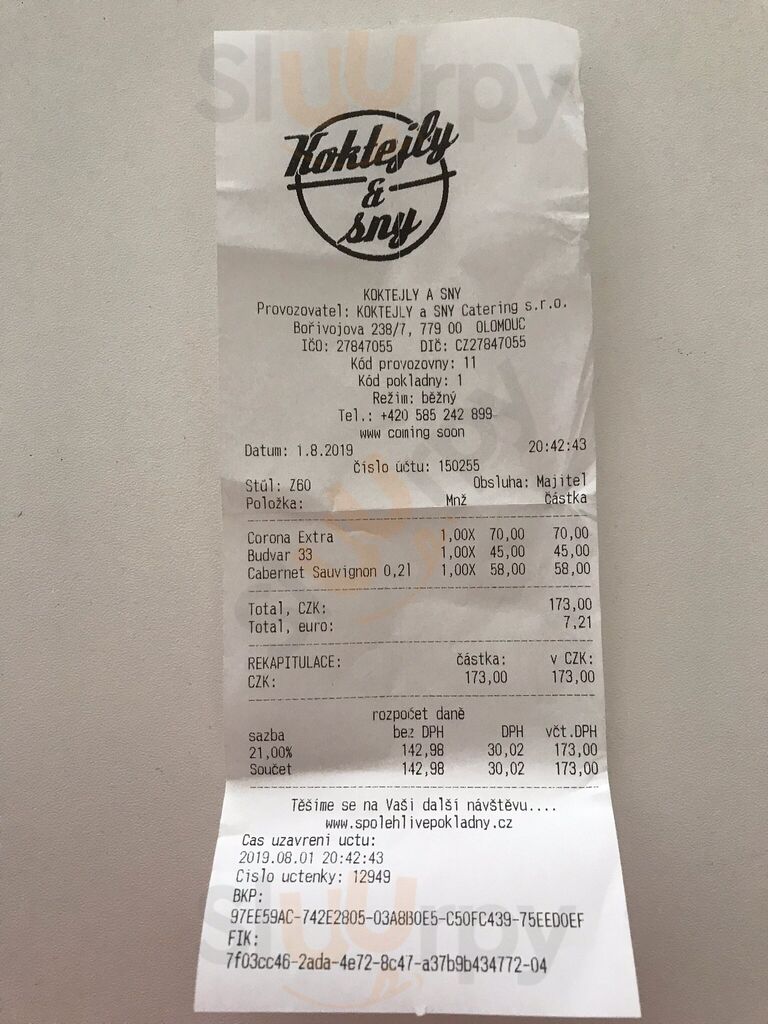 Sluurpy
Koktejly
&
sny
KOKTEJLY A SNY
Provozovatel: KOKTEJLY a SNY Catering s.r.o.
Bořivojova 238/7, 779 00 OLOMOUC
IČO: 27847055 DIČ: CZ27847055
Kód provozovny: 11
Kód pokladny: 1
Režim: běžný
Tel.: +420 585 242 899
www coming soon
Datum: 1.8.2019 20:42:43
Číslo účtu: 150255
Stůl: Z60 Obsluha: Majitel
Položka: Mnž Částka
Corona Extra 1,00X 70,00 70,00
Budvar 33 1,00X 45,00 45,00
Cabernet Sauvignon 0,2l 1,00X 58,00 58,00
Total, CZK: 173,00
Total, euro: 7,21
REKAPITULACE: částka: v CZK:
CZK: 173,00 173,00
rozpočet daně
sazba bez DPH DPH včt.DPH
21,00% 142,98 30,02 173,00
Součet 142,98 30,02 173,00
Těšíme se na Vaši další návštěvu....
www.spolehlivepokladny.cz
Cas uzavreni uctu:
2019.08.01 20:42:43
Cislo uctenky: 12949
BKP:
97EE59AC-742E2805-03A8B0E5-C50FC439-75EED0EF
FIK:
7f03cc46-2ada-4e72-8c47-a37b9b434772-04
Sluurpy